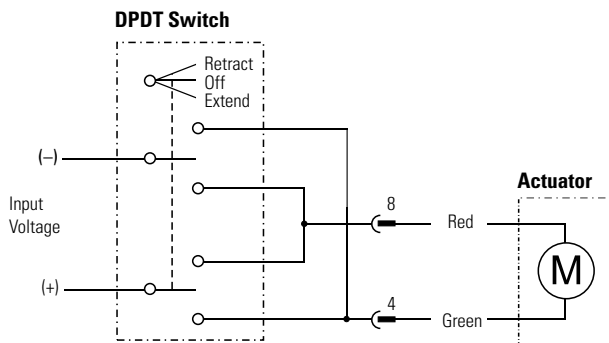 DPDT Switch
Retract
Off
Extend
(–)
Input
Voltage
(+)
8
Red
4
Green
Actuator
M